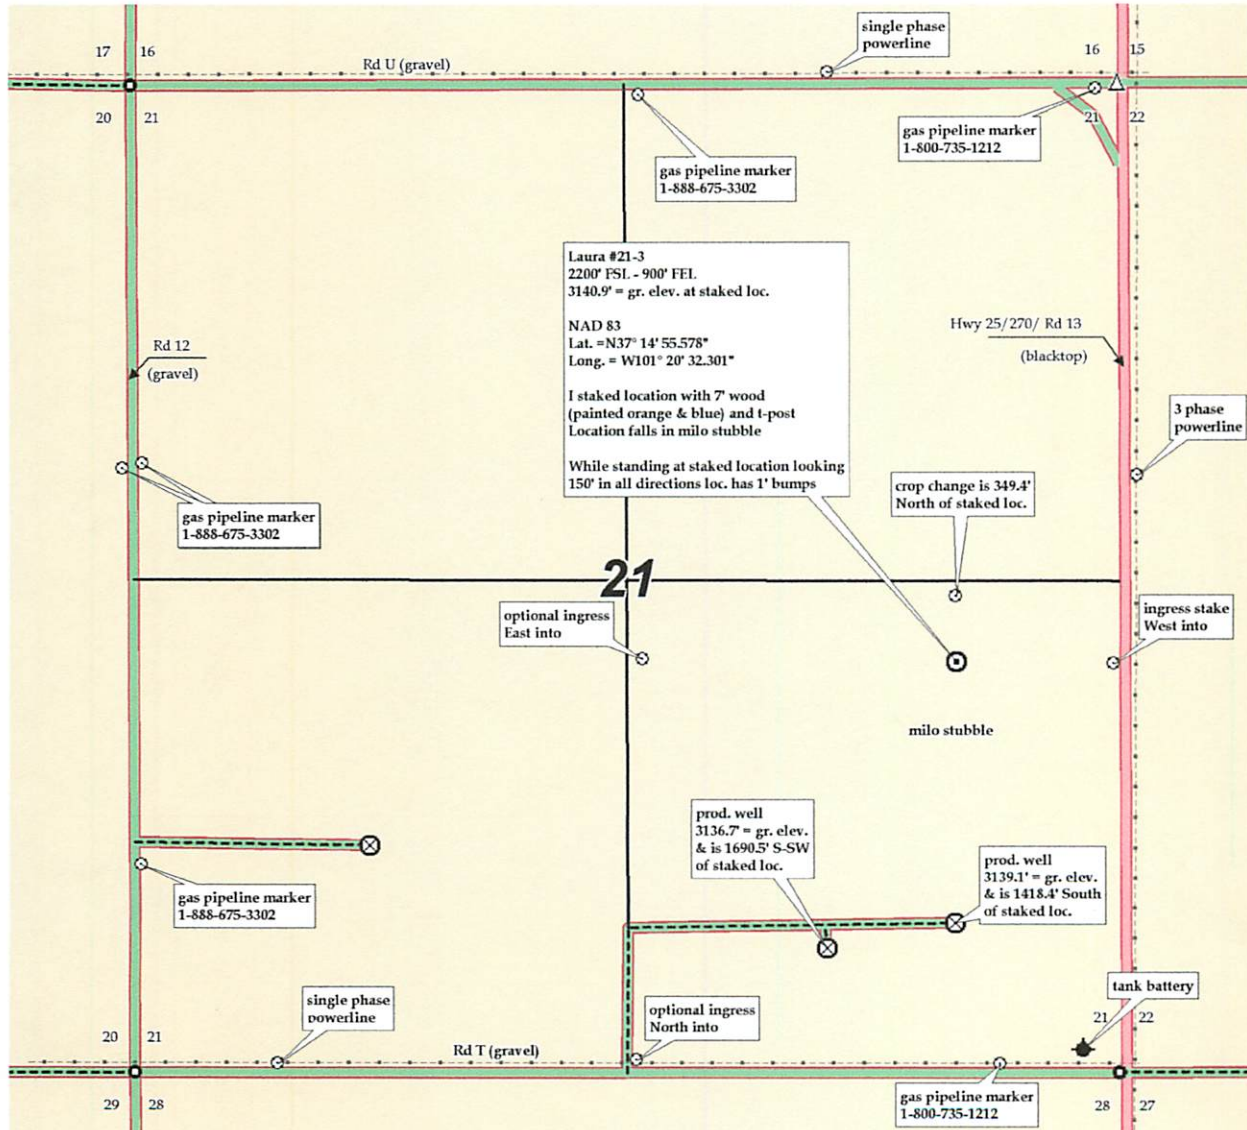 single phase
powerline
17 16
Rd U (gravel)
16 15
20 21
21 22
gas pipeline marker
1-800-735-1212
gas pipeline marker
1-888-675-3302
Laura #21-3
2200' FSL - 900' FEL
3140.9' = gr. elev. at staked loc.
NAD 83
Lat. =N37° 14' 55.578"
Long. = W101° 20' 32.301"
I staked location with 7' wood
(painted orange & blue) and t-post
Location falls in milo stubble
While standing at staked location looking
150' in all directions loc. has 1' bumps
Rd 12
(gravel)
Hwy 25/270/ Rd 13
(blacktop)
3 phase
powerline
crop change is 349.4'
North of staked loc.
gas pipeline marker
1-888-675-3302
21
optional ingress
East into
ingress stake
West into
milo stubble
prod. well
3136.7' = gr. elev.
& is 1690.5' S-SW
of staked loc.
prod. well
3139.1' = gr. elev.
& is 1418.4' South
of staked loc.
gas pipeline marker
1-888-675-3302
single phase
powerline
optional ingress
North into
tank battery
20 21
21 22
Rd T (gravel)
29 28
gas pipeline marker
1-800-735-1212
28 27